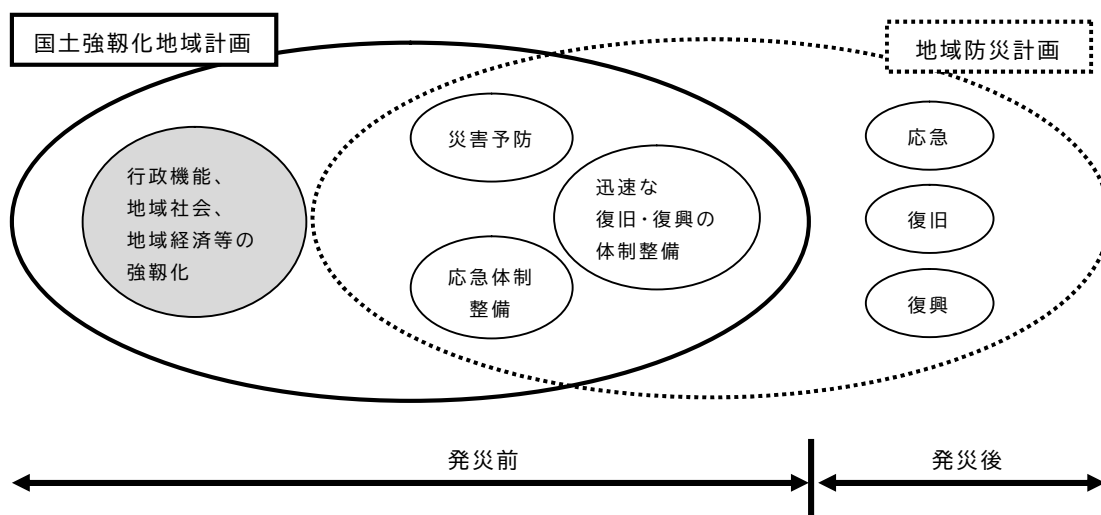 国土強靱化地域計画
地域防災計画
行政機能、
地域社会、
地域経済等の
強靱化
災害予防
迅速な
復旧・復興の
体制整備
応急体制
整備
応急
復旧
復興
発災前
発災後